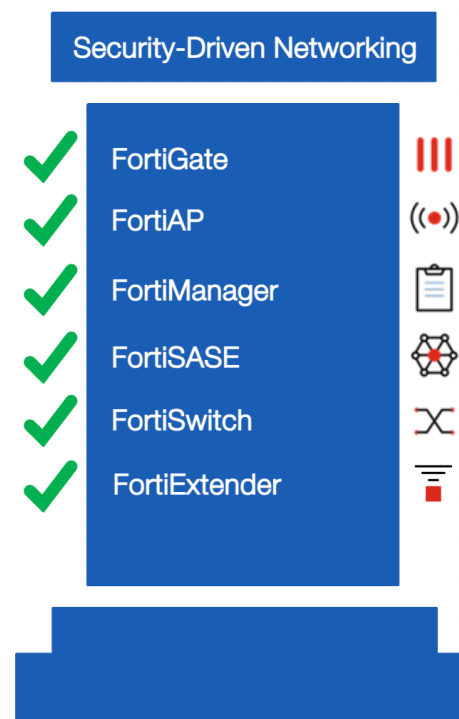 Security-Driven Networking
FortiGate
FortiAP
FortiManager
FortiSASE
FortiSwitch
FortiExtender